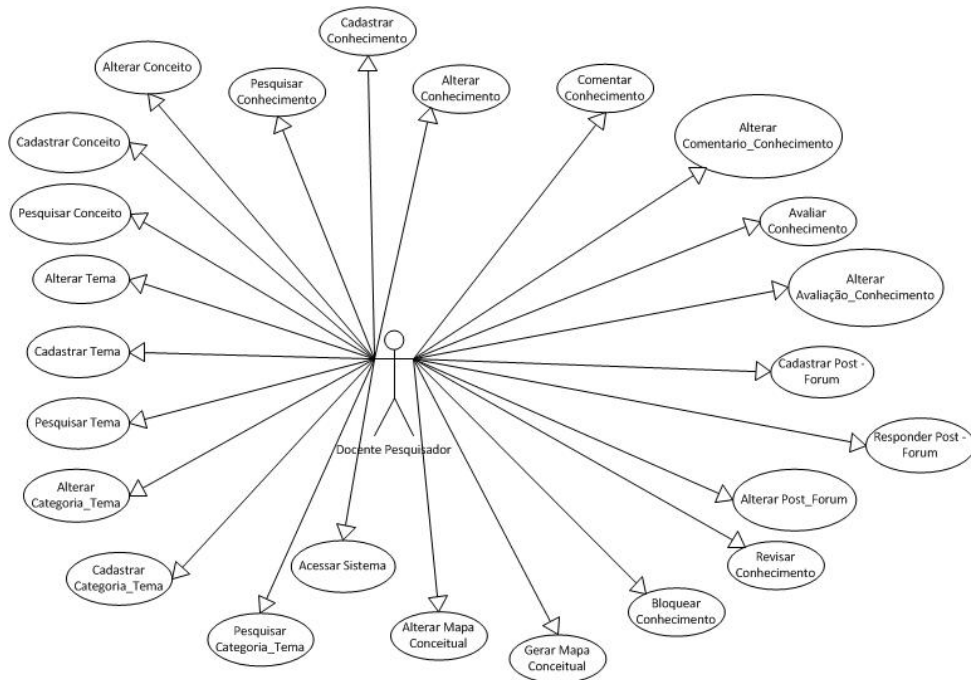 Cadastrar
Conhecimento
Alterar Conceito
Pesquisar
Conhecimento
Alterar
Conhecimento
Comentar
Conhecimento
Alterar
Comentario_Conhecimento
Cadastrar Conceito
Pesquisar Conceito
Avaliar
Conhecimento
Alterar Tema
Alterar
Avaliação_Conhecimento
Cadastrar Tema
Cadastrar Post -
Forum
Pesquisar Tema
Docente Pesquisador
Responder Post -
Forum
Alterar
Categoria_Tema
Alterar Post_Forum
Cadastrar
Categoria_Tema
Acessar Sistema
Revisar
Conhecimento
Pesquisar
Categoria_Tema
Alterar Mapa
Conceitual
Gerar Mapa
Conceitual
Bloquear
Conhecimento